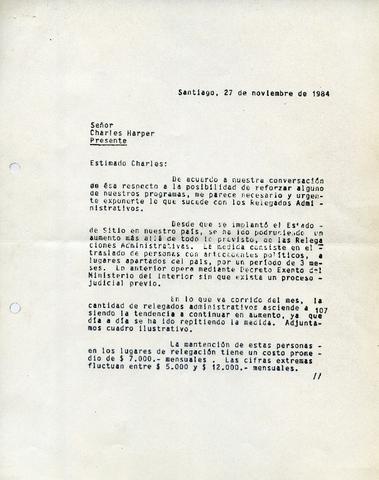 Santiago, 27 de noviembre de 1984
Señor
Charles Harper
Presente
Estimado Charles:
De acuerdo a nuestra conversación
de ésa respecto a la posibilidad de reforzar alguno
de nuestros programas, me parece necesario y urgen-
te exponerle lo que sucede con los Relegados Admi-
nistrativos.
Desde que se implantó el Estado-
de Sitio en nuestro país, se ha ido produciendo un
aumento más allá de todo lo previsto, de las Relega
ciones Administrativas. La medida consiste en el -
traslado de personas con antecedentes políticos, a
lugares apartados del país, por un período de 3 me-
ses. Lo anterior opera mediante Decreto Exento del
Ministerio del Interior sin que exista un proceso -
judicial previo.
En lo que va corrido del mes, la
cantidad de relegados administrativos asciende a 107
siendo la tendencia a continuar en aumento, ya que
día a día se ha ido repitiendo la medida. Adjunta-
mos cuadro ilustrativo.
La mantención de estas personas -
en los lugares de relegación tiene un costo prome -
dio de $ 7.000.- mensuales . Las cifras extremas
fluctuan entre $ 5.000 y $ 12.000.- mensuales.
//